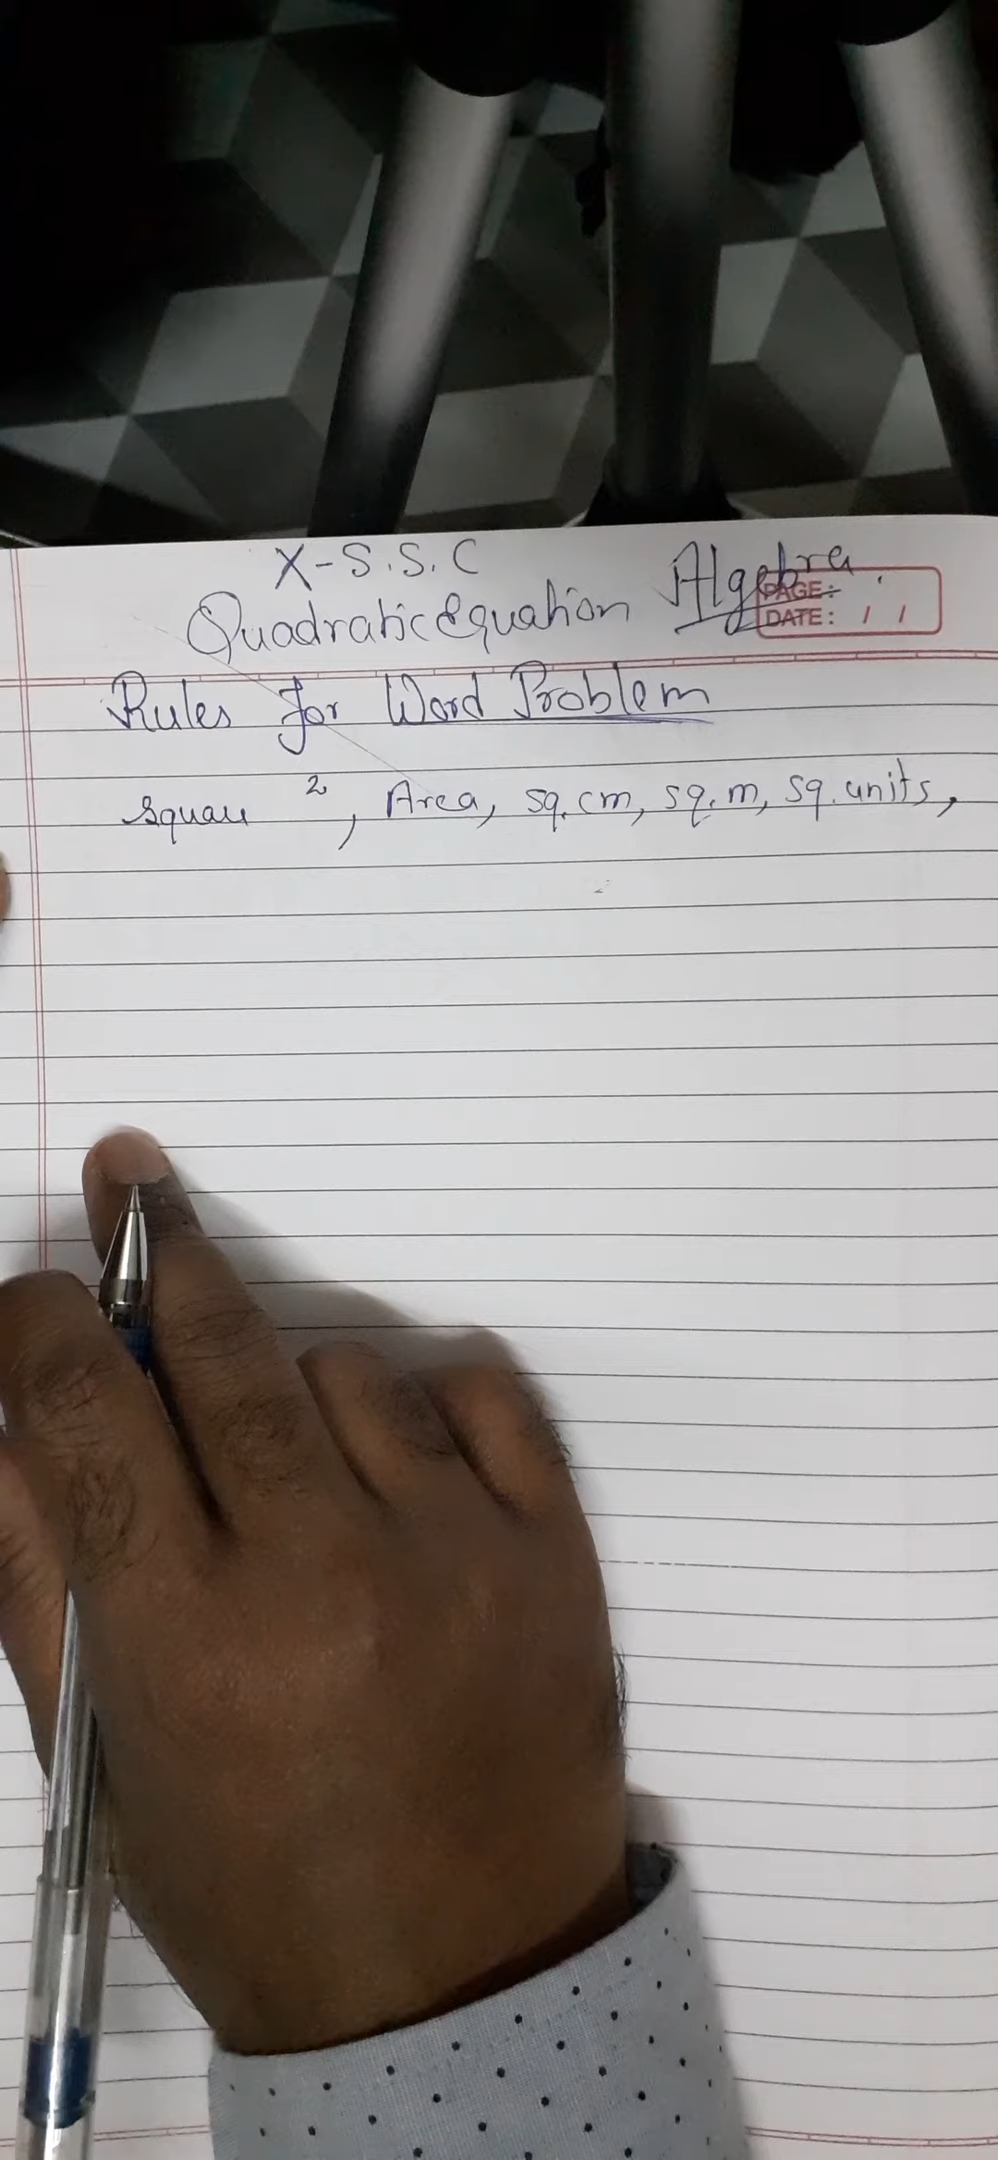 X-S.S.C
Quadratic Equation Algebra
PAGE:
DATE: / /
Rules for Word Problem
square ², Area, sq.cm, sq.m, sq.units,